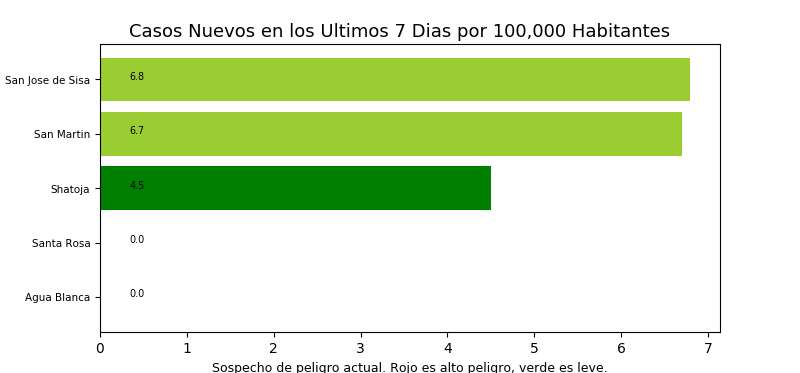 Casos Nuevos en los Ultimos 7 Dias por 100,000 Habitantes
San Jose de Sisa 6.8
San Martin 6.7
Shatoja 4.5
Santa Rosa 0.0
Agua Blanca 0.0
0 1 2 3 4 5 6 7
Sospecho de peligro actual. Rojo es alto peligro, verde es leve.